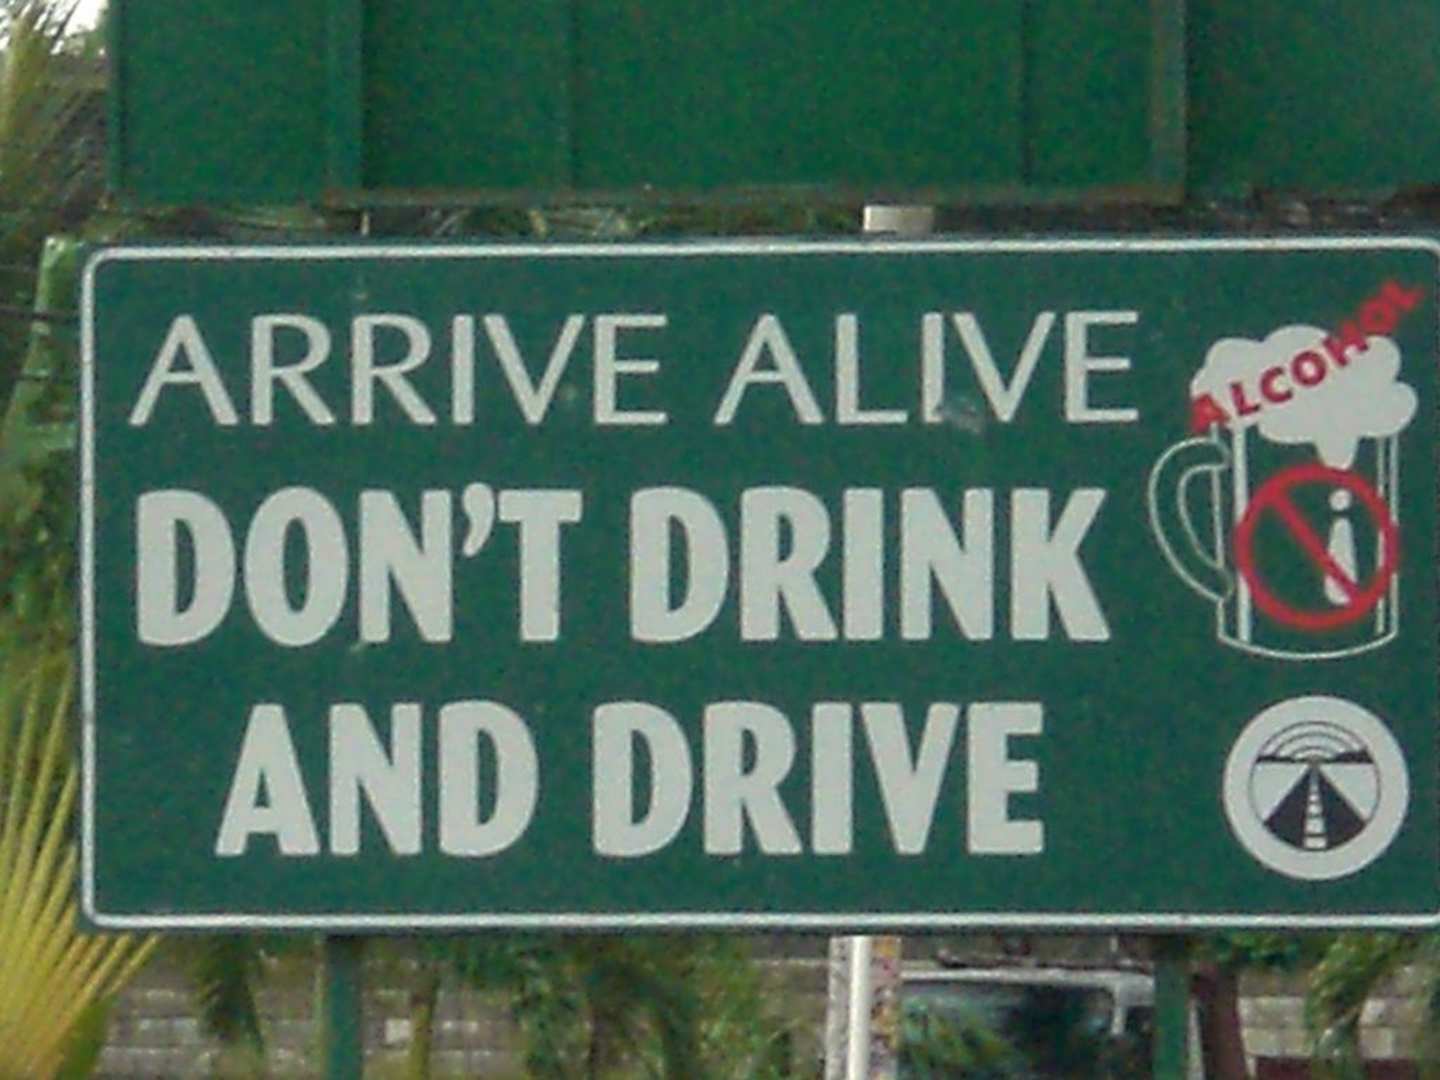 ARRIVE ALIVE
ALCOHOL
DON'T DRINK
AND DRIVE